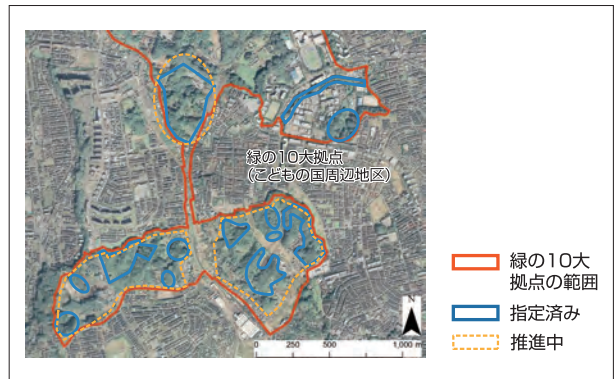 緑の10大拠点
(こどもの国周辺地区)
N
0 250 500 1,000 m
緑の10大
拠点の範囲
指定済み
推進中